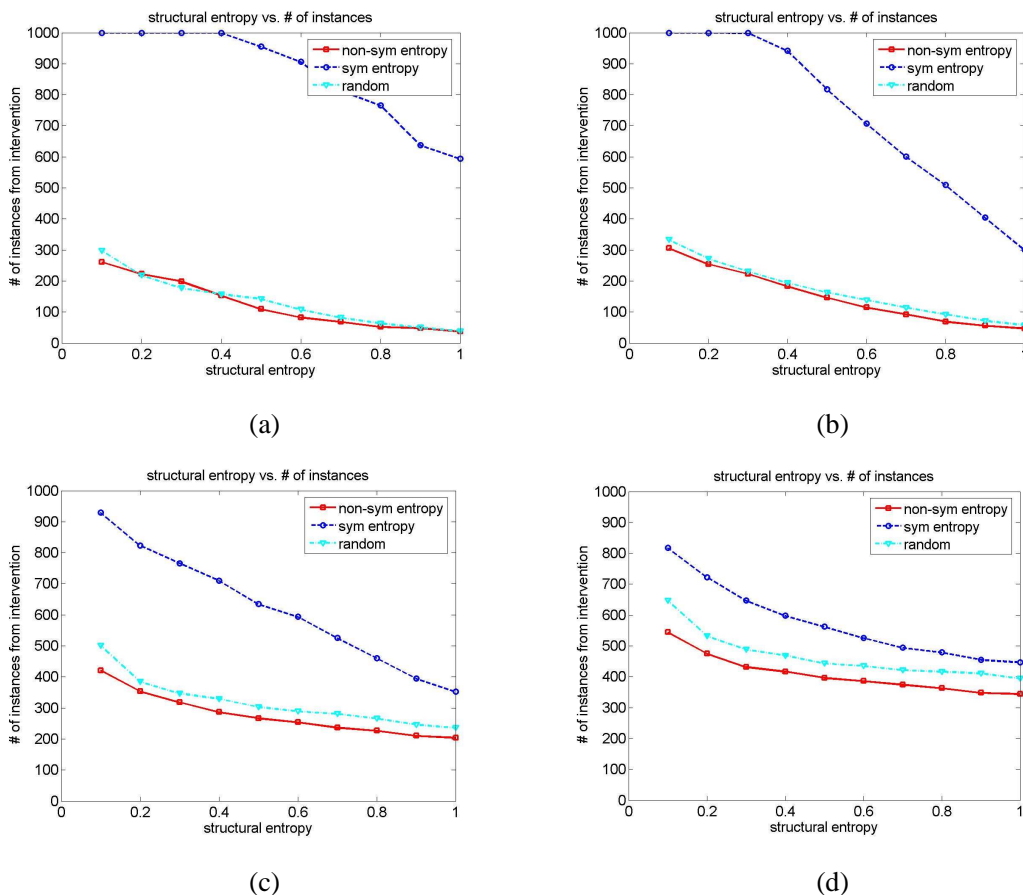 structural entropy vs. # of instances
# of instances from intervention
1000
900
800
700
600
500
400
300
200
100
0
0
0.2
0.4
0.6
0.8
1
structural entropy
non-sym entropy
sym entropy
random
(a)
structural entropy vs. # of instances
# of instances from intervention
1000
900
800
700
600
500
400
300
200
100
0
0
0.2
0.4
0.6
0.8
1
structural entropy
non-sym entropy
sym entropy
random
(b)
structural entropy vs. # of instances
# of instances from intervention
1000
900
800
700
600
500
400
300
200
100
0
0
0.2
0.4
0.6
0.8
1
structural entropy
non-sym entropy
sym entropy
random
(c)
structural entropy vs. # of instances
# of instances from intervention
1000
900
800
700
600
500
400
300
200
100
0
0
0.2
0.4
0.6
0.8
1
structural entropy
non-sym entropy
sym entropy
random
(d)